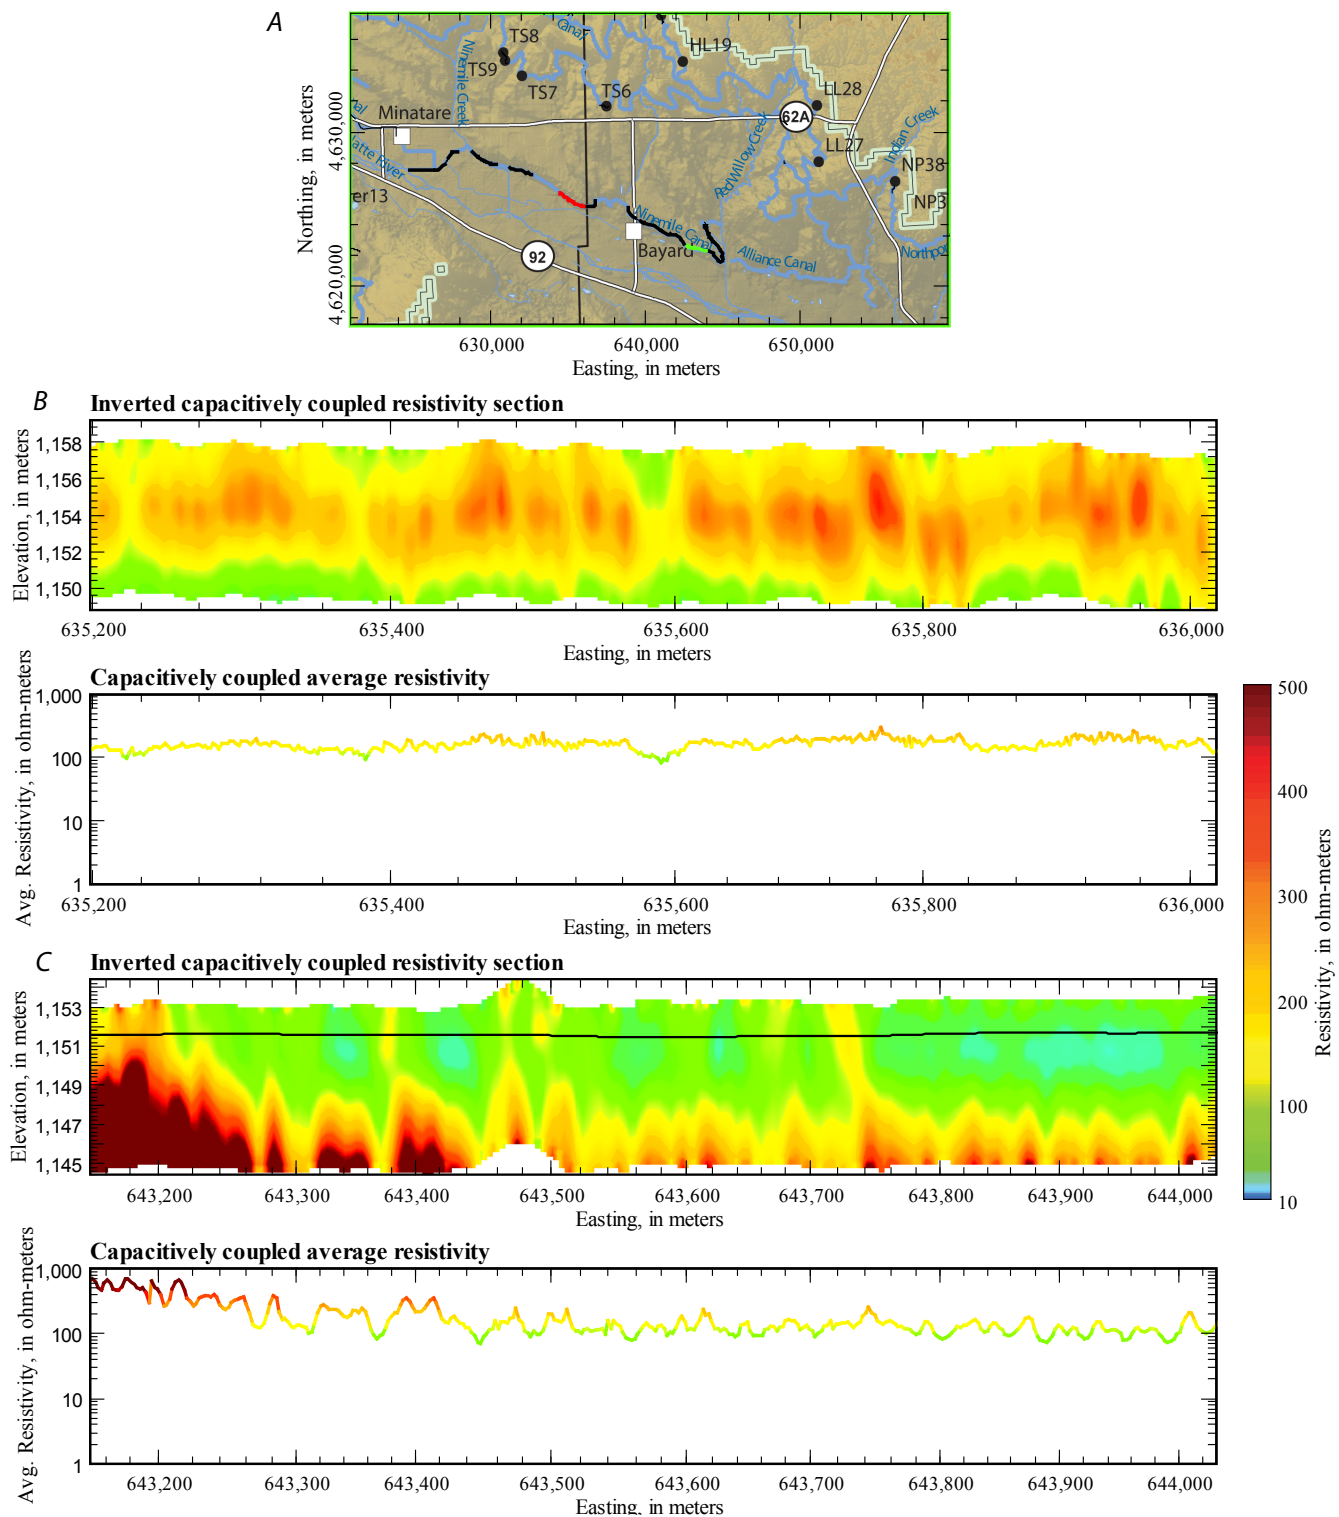 A
TS8
TS9
TS7
TS6
HL19
LL28
LL27
NP38
NP3
Canal
Ninemile Creek
Minatare
nal
latte River
er13
62A
Red Willow Creek
Indian Creek
Ninemile Canal
Bayard
Alliance Canal
Northpo
92
Northing, in meters
4,630,000
4,620,000
630,000 640,000 650,000
Easting, in meters
B
Inverted capacitively coupled resistivity section
Elevation, in meters
1,158
1,156
1,154
1,152
1,150
635,200 635,400 635,600 635,800 636,000
Easting, in meters
Capacitively coupled average resistivity
Avg. Resistivity, in ohm-meters
1,000
100
10
1
635,200 635,400 635,600 635,800 636,000
Easting, in meters
C
Inverted capacitively coupled resistivity section
Elevation, in meters
1,153
1,151
1,149
1,147
1,145
643,200 643,300 643,400 643,500 643,600 643,700 643,800 643,900 644,000
Easting, in meters
Capacitively coupled average resistivity
Avg. Resistivity, in ohm-meters
1,000
100
10
1
643,200 643,300 643,400 643,500 643,600 643,700 643,800 643,900 644,000
Easting, in meters
500
400
300
200
100
10
Resistivity, in ohm-meters